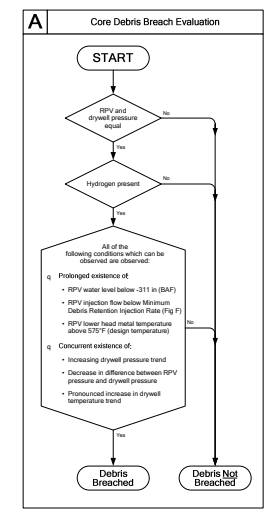 A
Core Debris Breach Evaluation
START
RPV and
drywell pressure
equal
No
Yes
Hydrogen present
No
Yes
All of the
following conditions which can be
observed are observed:
q Prolonged existence of:
• RPV water level below -311 in (BAF)
• RPV injection flow below Minimum
Debris Retention Injection Rate (Fig F)
• RPV lower head metal temperature
above 575°F (design temperature)
q Concurrent existence of:
• Increasing drywell pressure trend
• Decrease in difference between RPV
pressure and drywell pressure
• Pronounced increase in drywell
temperature trend
No
Yes
Debris
Breached
Debris Not
Breached